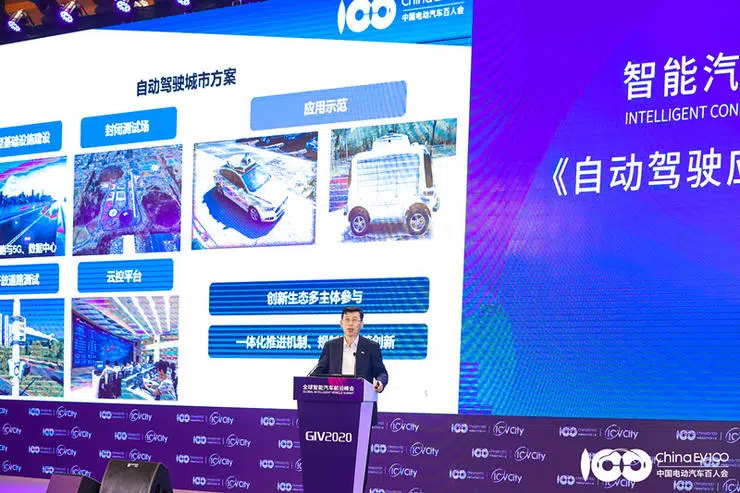 100 China EV100
中国电动汽车百人会
自动驾驶城市方案
基础设施建设
封闭测试场
应用示范
与5G、数据中心
放道路测试
云控平台
创新生态多主体参与
一体化推进机制、
创新
5
智能汽
INTELLIGENT CON
《自动驾驶应
全球智能汽车前沿峰会
GLOBAL INTELLIGENT VEHICLE SUMMIT
GIV2020
ICVCity
100 China EV100
中国电动汽车百人会